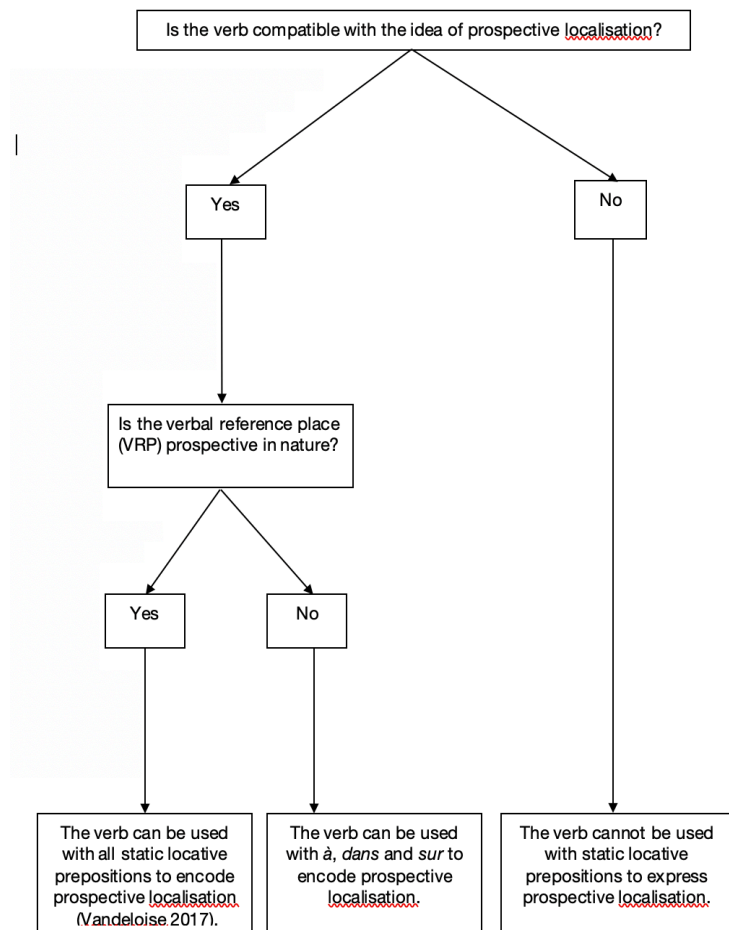 Is the verb compatible with the idea of prospective localisation?
Yes
No
Is the verbal reference place
(VRP) prospective in nature?
Yes
No
The verb can be used
with all static locative
prepositions to encode
prospective localisation
(Vandeloise 2017).
The verb can be used
with à, dans and sur to
encode prospective
localisation.
The verb cannot be used
with static locative
prepositions to express
prospective localisation.